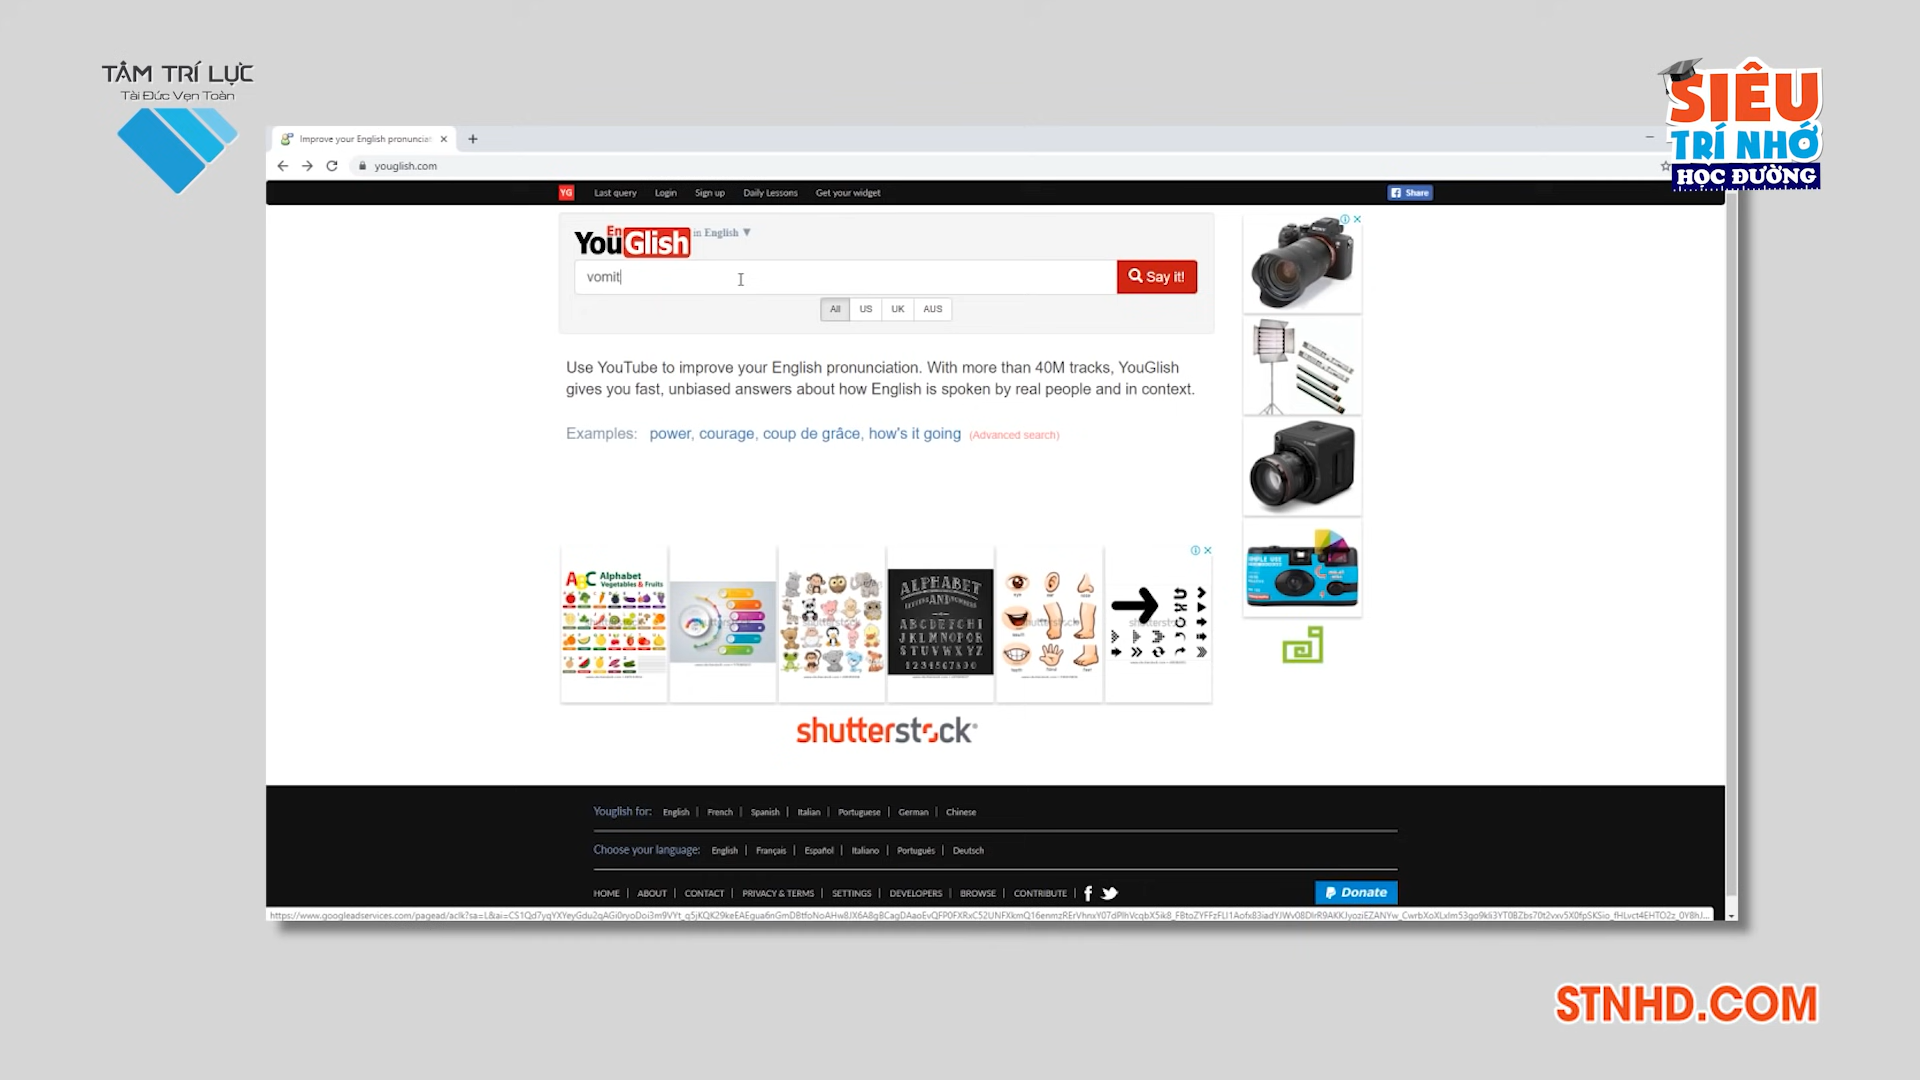 TÂM TRÍ LỰC
Tài Đức Vẹn Toàn
SIÊU
TRÍ NHỚ
HỌC ĐƯỜNG
Improve your English pronunciat
youglish.com
YG Last query Login Sign up Daily Lessons Get your widget Share
En
YouGlish in English ▼
vomit
Say it!
All US UK AUS
Use YouTube to improve your English pronunciation. With more than 40M tracks, YouGlish
gives you fast, unbiased answers about how English is spoken by real people and in context.
Examples: power, courage, coup de grâce, how's it going (Advanced search)
ABC Alphabet
Vegetables & Fruits
ALPHABET
AND
ABCDEFGHI
JKLMNOPQR
STUVWXYZ
1234567890
shutterstock
Youglish for: English | French | Spanish | Italian | Portuguese | German | Chinese
Choose your language: English | Français | Español | Italiano | Português | Deutsch
HOME | ABOUT | CONTACT | PRIVACY & TERMS | SETTINGS | DEVELOPERS | BROWSE | CONTRIBUTE |
Donate
STNHD.COM